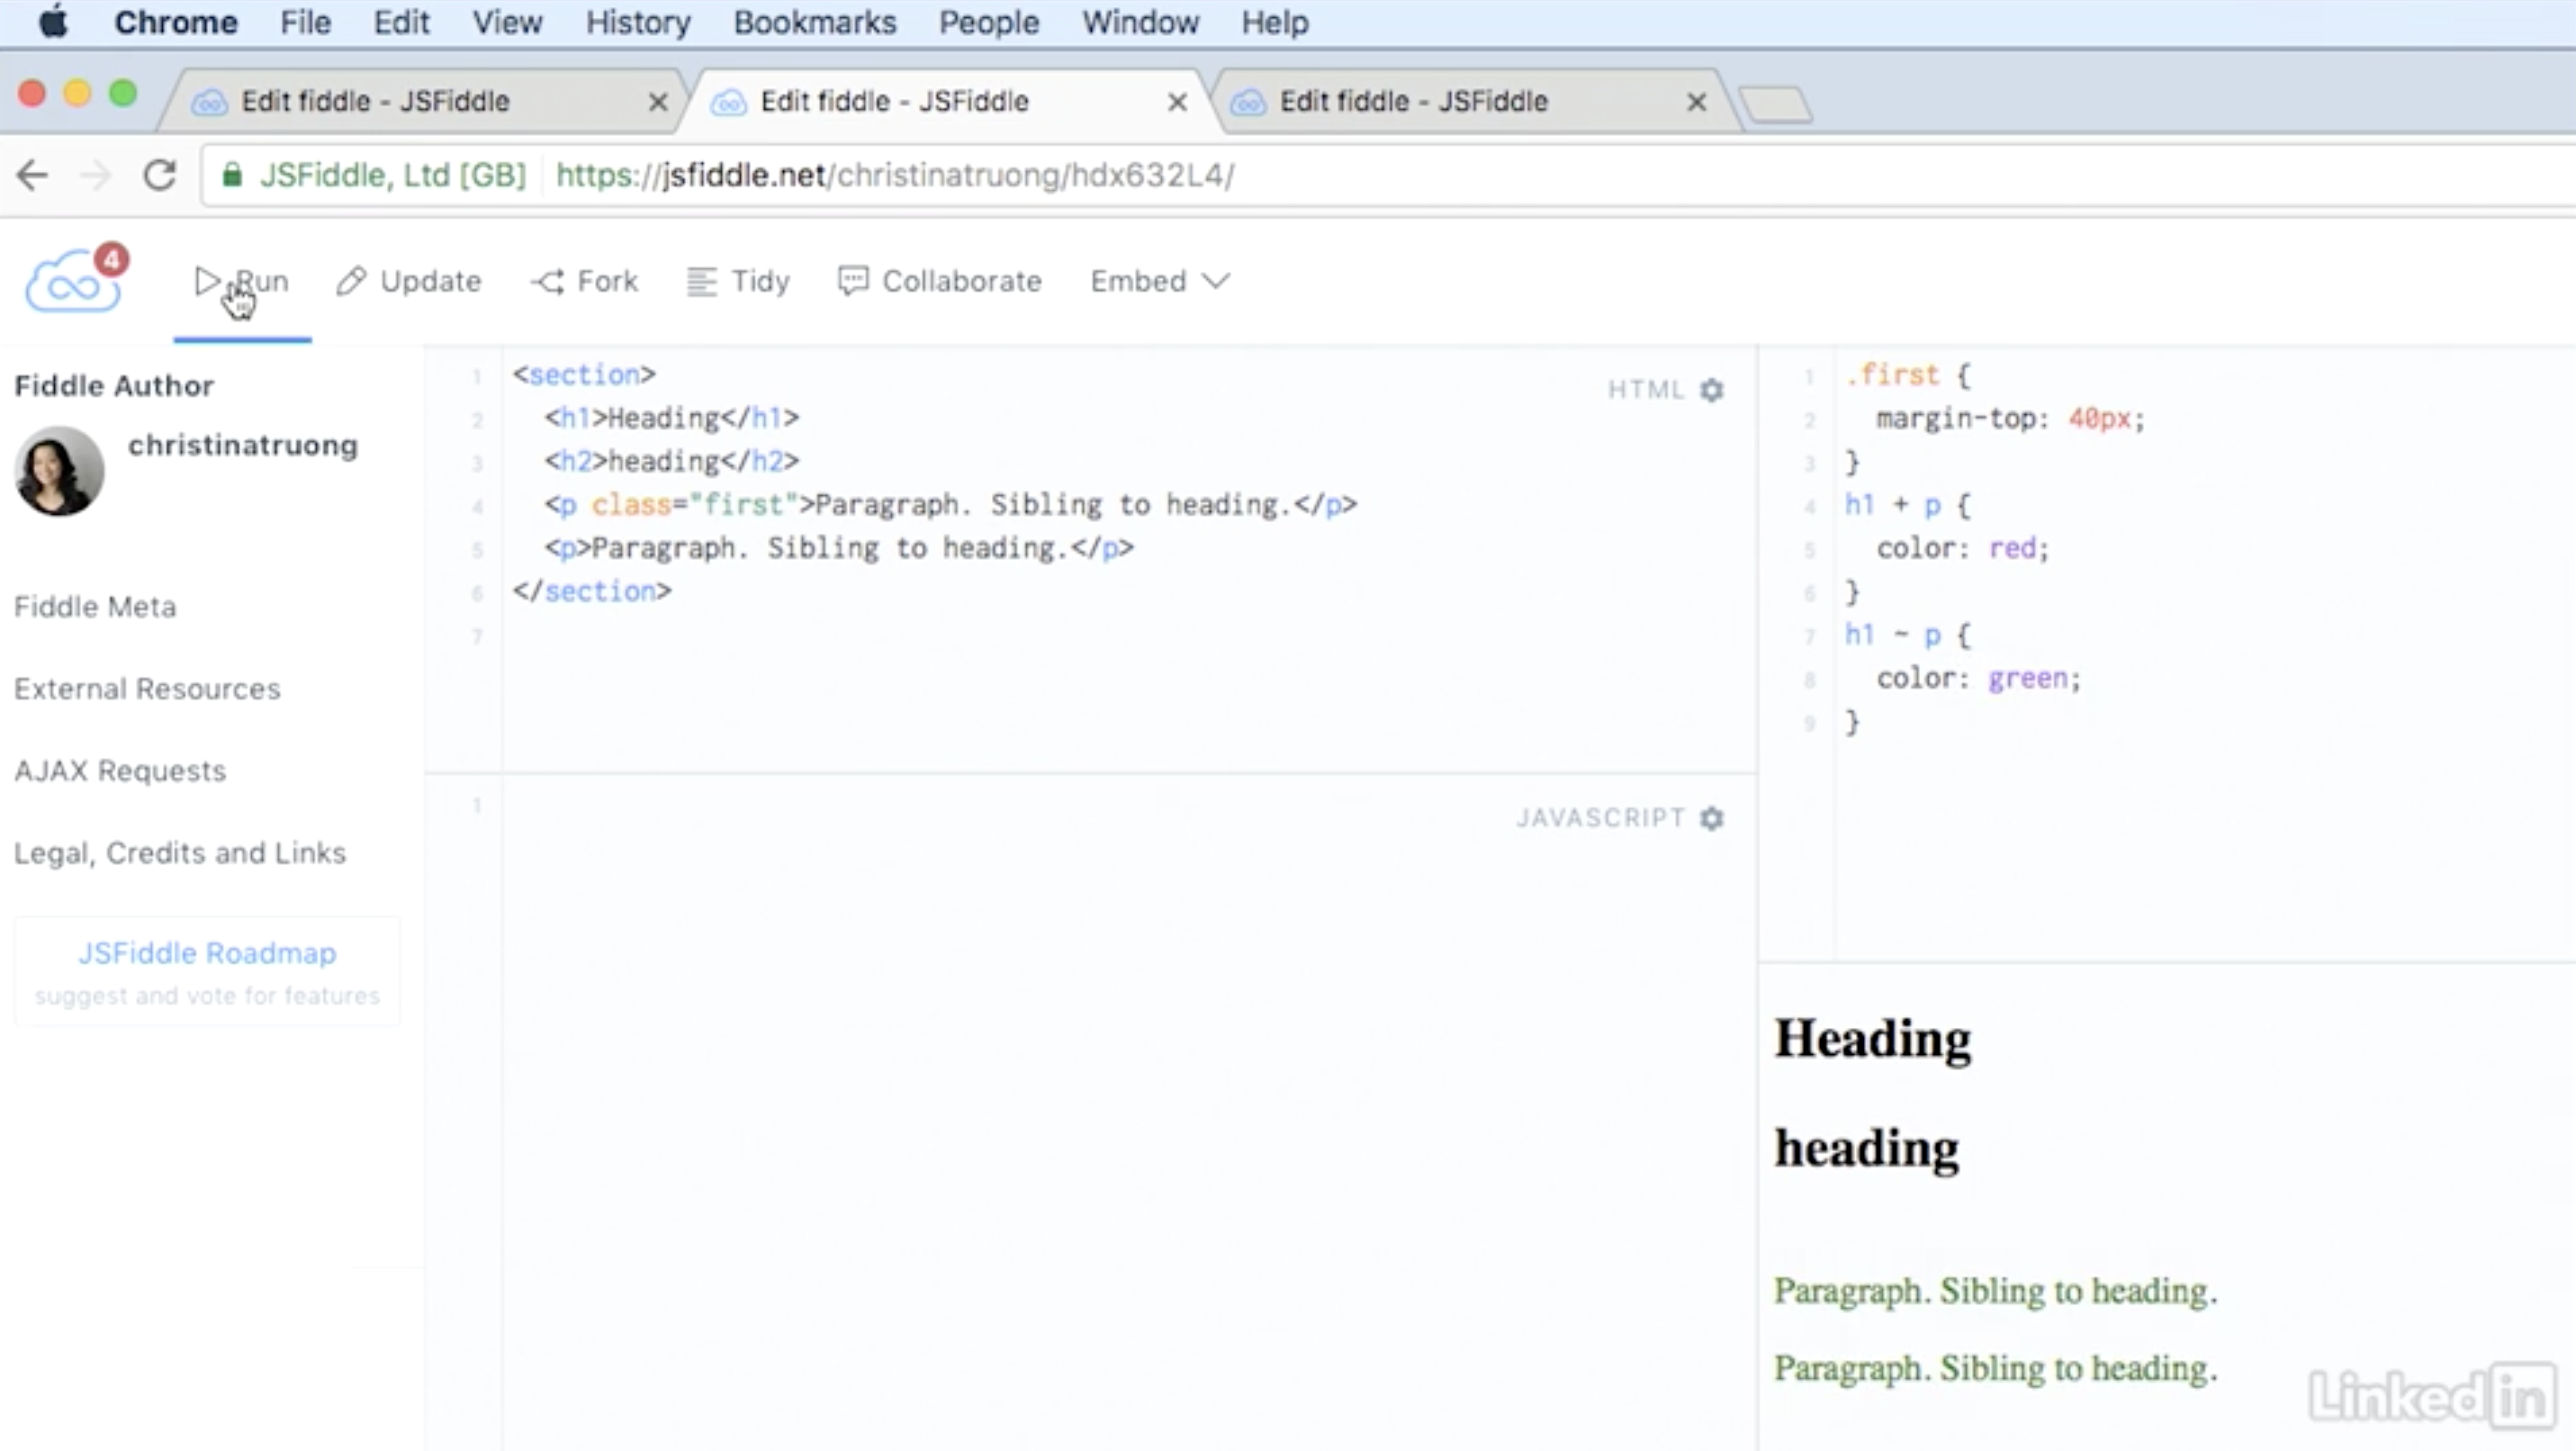 Chrome File Edit View History Bookmarks People Window Help
Edit fiddle - JSFiddle
Edit fiddle - JSFiddle
Edit fiddle - JSFiddle
JSFiddle, Ltd [GB] https://jsfiddle.net/christinatruong/hdx632L4/
4
Run Update Fork Tidy Collaborate Embed
Fiddle Author
christinatruong
Fiddle Meta
External Resources
AJAX Requests
Legal, Credits and Links
JSFiddle Roadmap
suggest and vote for features
HTML
1 <section>
2 <h1>Heading</h1>
3 <h2>heading</h2>
4 <p class="first">Paragraph. Sibling to heading.</p>
5 <p>Paragraph. Sibling to heading.</p>
6 </section>
7
JAVASCRIPT
1
1 .first {
2 margin-top: 40px;
3 }
4 h1 + p {
5 color: red;
6 }
7 h1 ~ p {
8 color: green;
9 }
Heading
heading
Paragraph. Sibling to heading.
Paragraph. Sibling to heading.
LinkedIn